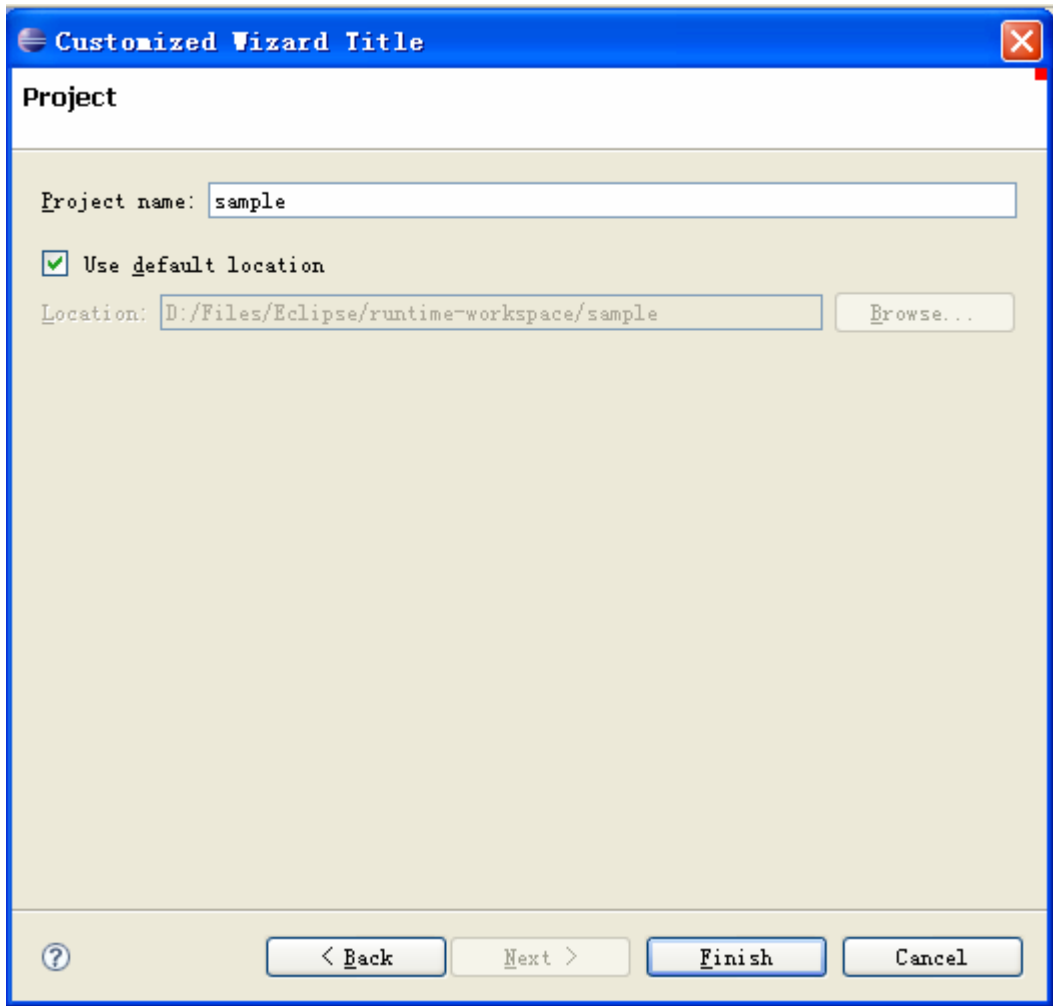 Customized Wizard Title
Project
Project name: sample
Use default location
Location: D:/Files/Eclipse/runtime-workspace/sample Browse...
? < Back Next > Finish Cancel